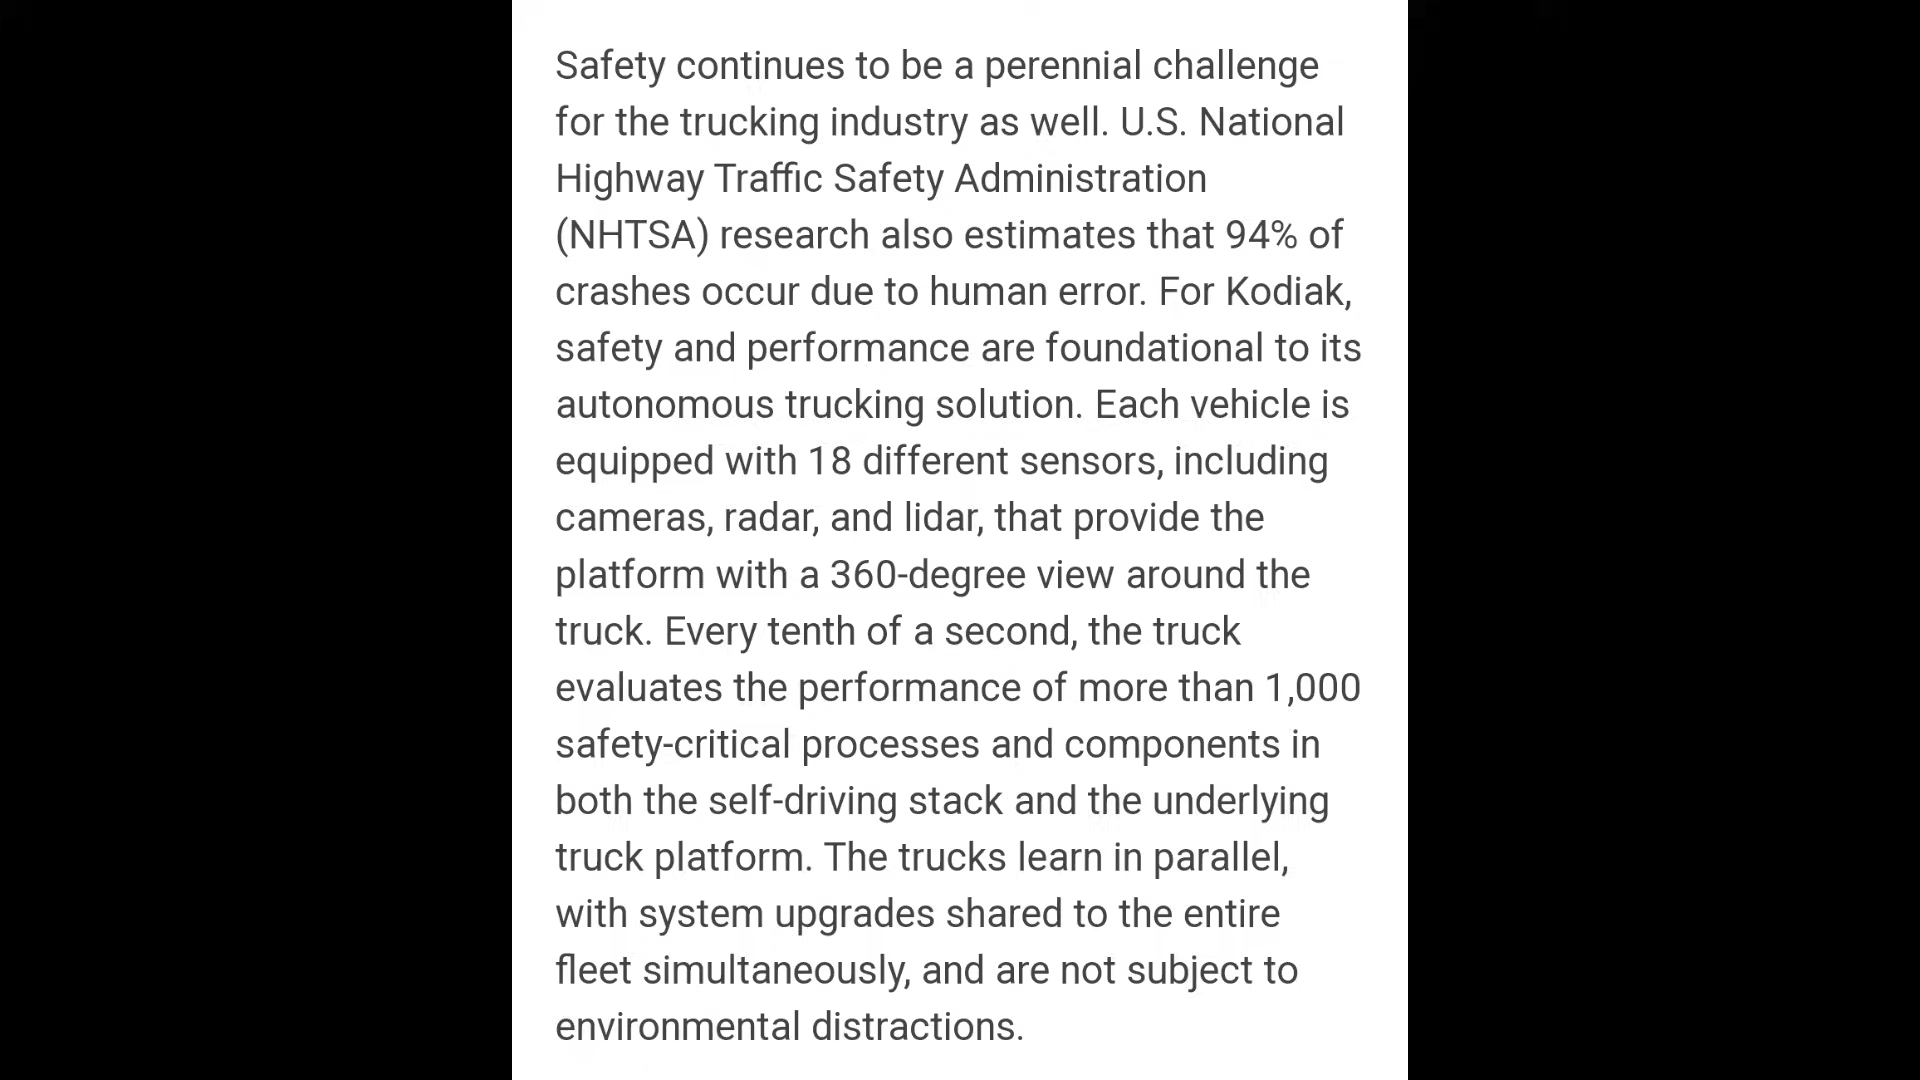 Safety continues to be a perennial challenge
for the trucking industry as well. U.S. National
Highway Traffic Safety Administration
(NHTSA) research also estimates that 94% of
crashes occur due to human error. For Kodiak,
safety and performance are foundational to its
autonomous trucking solution. Each vehicle is
equipped with 18 different sensors, including
cameras, radar, and lidar, that provide the
platform with a 360-degree view around the
truck. Every tenth of a second, the truck
evaluates the performance of more than 1,000
safety-critical processes and components in
both the self-driving stack and the underlying
truck platform. The trucks learn in parallel,
with system upgrades shared to the entire
fleet simultaneously, and are not subject to
environmental distractions.